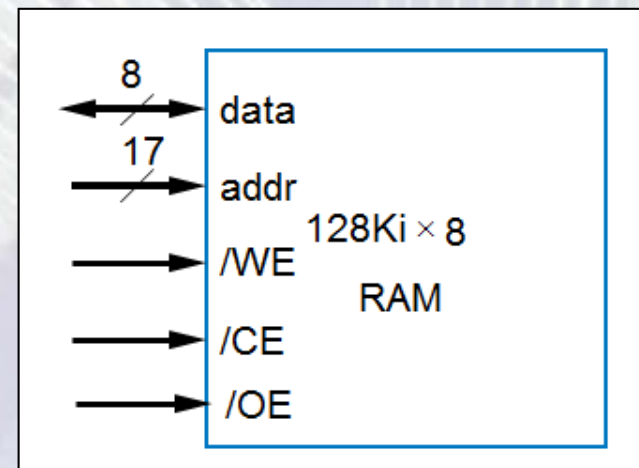 8
data
17
addr
128Ki × 8
/WE
RAM
/CE
/OE